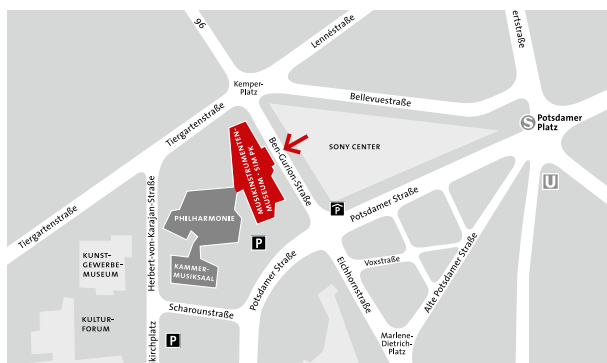 96
Lennéstraße
ertstraße
Kemper-
Platz
Bellevuestraße
Tiergartenstraße
S
Potsdamer
Platz
MUSIKINSTRUMENTEN-
MUSEUM - SIM PK
Ben-Gurion-Straße
SONY CENTER
U
Herbert-von-Karajan-Straße
Potsdamer Straße
P
PHILHARMONIE
Tiergartenstraße
P
KUNST-
GEWERBE-
MUSEUM
KAMMER-
MUSIKSAAL
Voxstraße
Eichhornstraße
Potsdamer Straße
Alte Potsdamer Straße
Scharounstraße
KULTUR-
FORUM
kirchplatz
P
Marlene-
Dietrich-
Platz